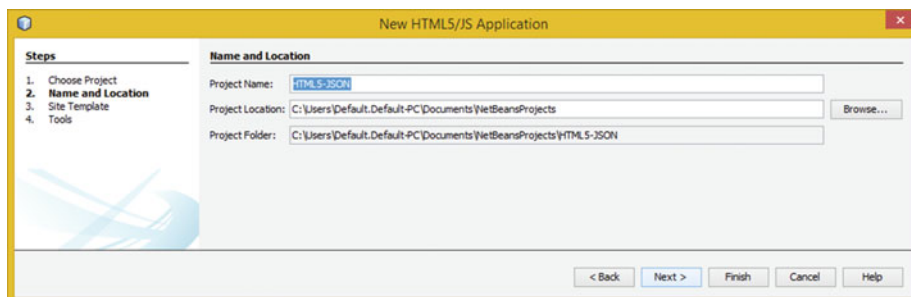 New HTML5/JS Application
Steps
1. Choose Project
2. Name and Location
3. Site Template
4. Tools
Name and Location
Project Name: HTML5-JSON
Project Location: C:\Users\Default.Default-PC\Documents\NetBeansProjects Browse...
Project Folder: C:\Users\Default.Default-PC\Documents\NetBeansProjects\HTML5-JSON
< Back Next > Finish Cancel Help